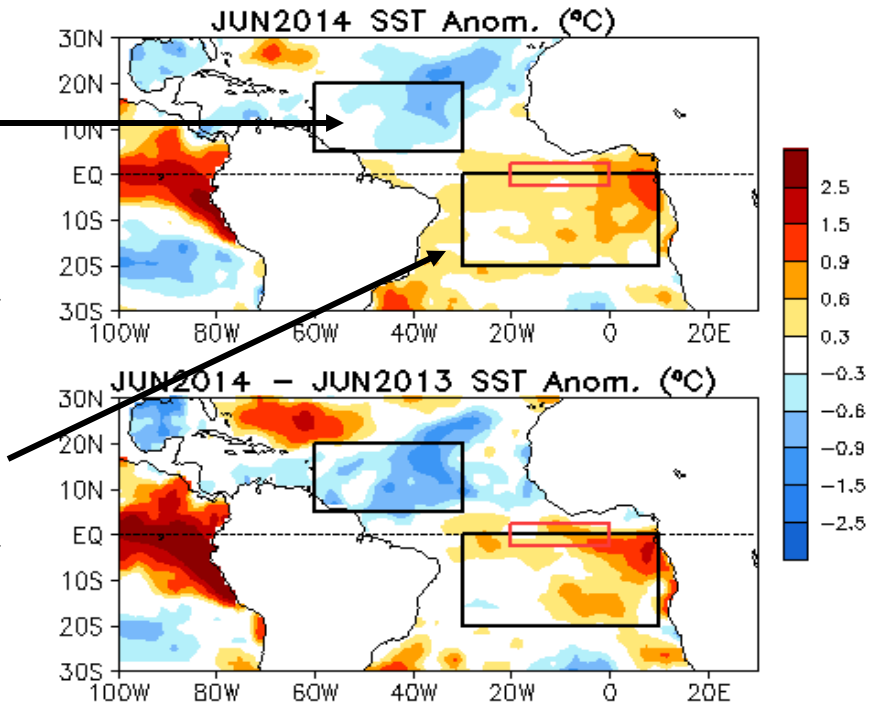 JUN2014 SST Anom. (°C)
30N
20N
10N
EQ
10S
20S
30S
100W 80W 60W 40W 20W 0 20E
2.5
1.5
0.9
0.6
0.3
-0.3
-0.6
-0.9
-1.5
-2.5
JUN2014 - JUN2013 SST Anom. (°C)
30N
20N
10N
EQ
10S
20S
30S
100W 80W 60W 40W 20W 0 20E